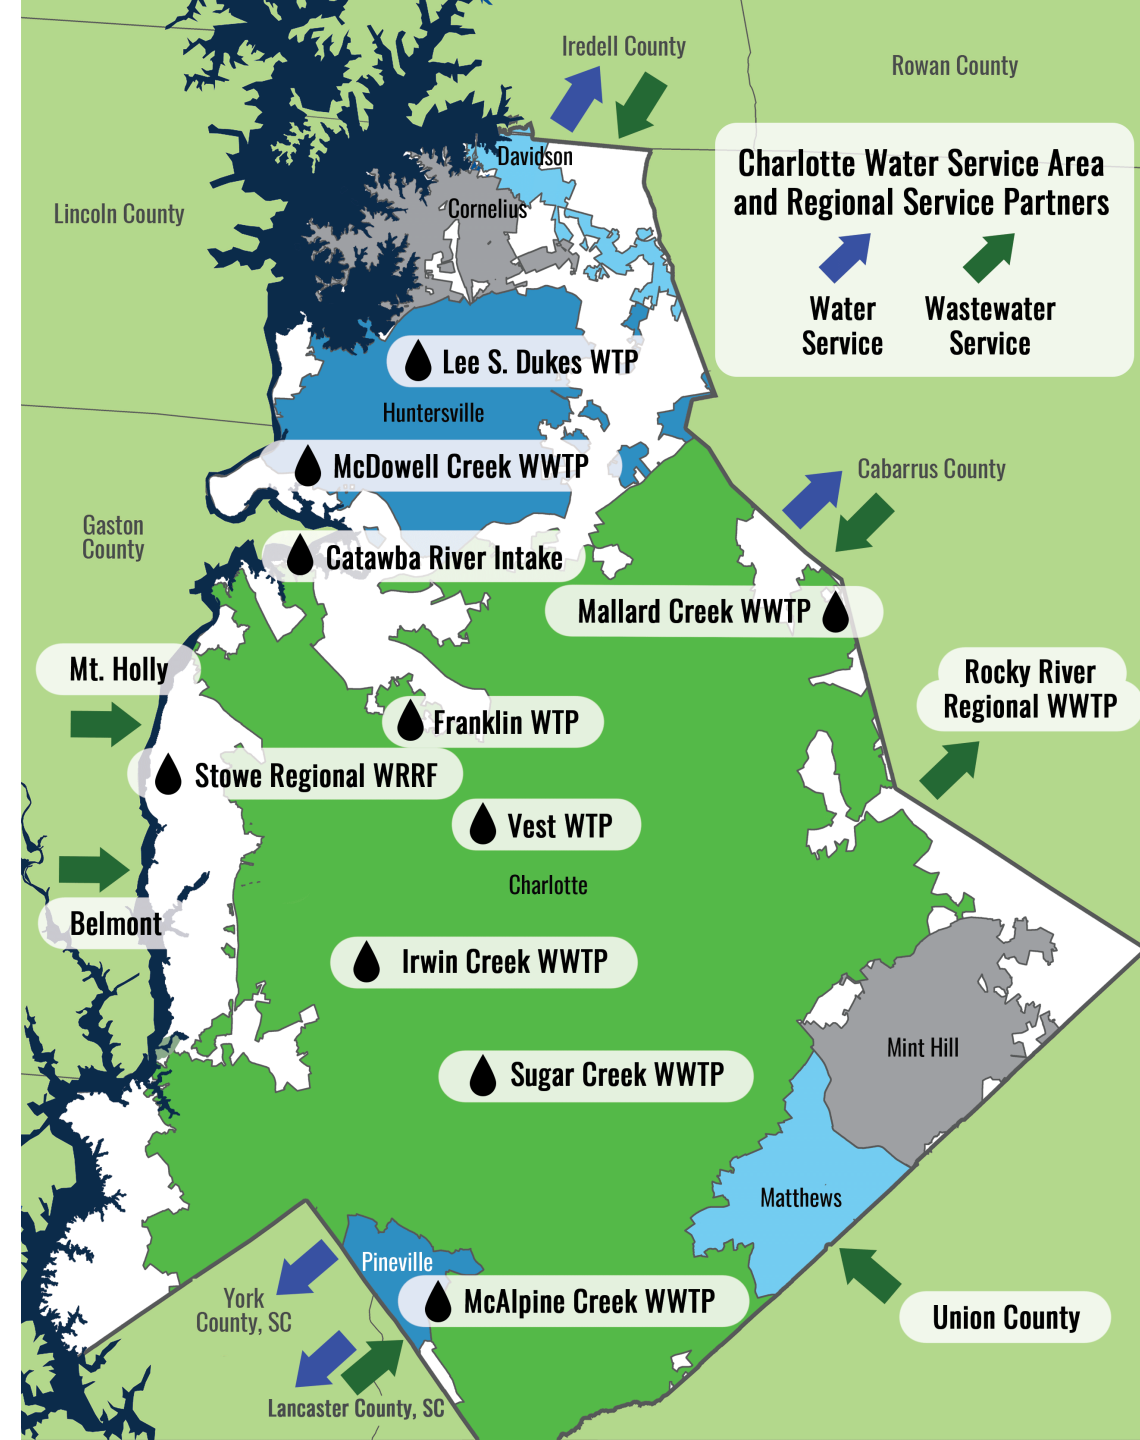 Iredell County
Rowan County
Davidson
Charlotte Water Service Area
and Regional Service Partners
Water
Service
Wastewater
Service
Lincoln County
Cornelius
Lee S. Dukes WTP
Huntersville
McDowell Creek WWTP
Cabarrus County
Gaston
County
Catawba River Intake
Mallard Creek WWTP
Mt. Holly
Rocky River
Regional WWTP
Franklin WTP
Stowe Regional WRRF
Vest WTP
Charlotte
Belmont
Irwin Creek WWTP
Mint Hill
Sugar Creek WWTP
Matthews
Pineville
York
County, SC
McAlpine Creek WWTP
Union County
Lancaster County, SC